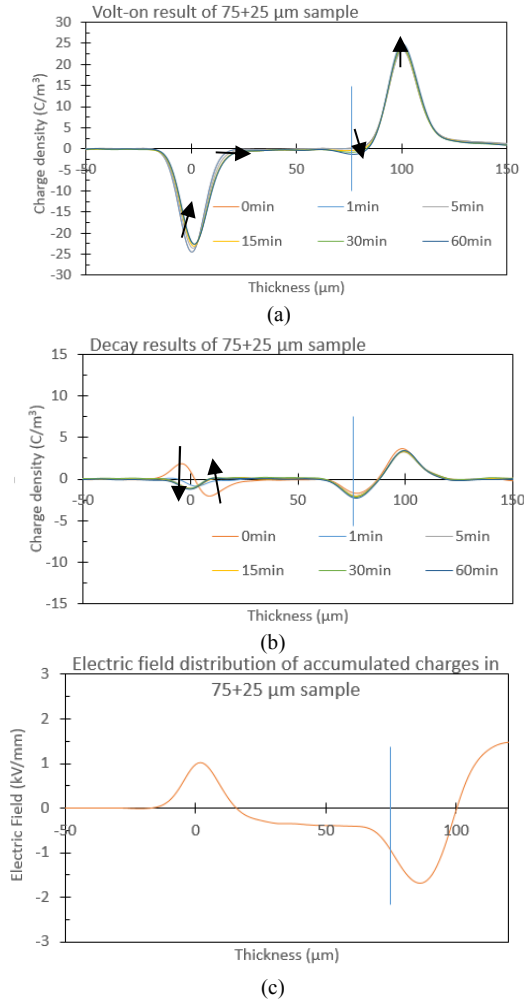 Volt-on result of 75+25 µm sample
30
25
20
15
10
5
0
-5
-10
-15
-20
-25
-30
-50
0
50
100
150
Charge density (C/m³)
0min
1min
5min
15min
30min
60min
Thickness (µm)
(a)
Decay results of 75+25 µm sample
15
10
5
0
-5
-10
-15
-50
0
50
100
150
Charge density (C/m³)
0min
1min
5min
15min
30min
60min
Thickness (µm)
(b)
Electric field distribution of accumulated charges in
75+25 µm sample
3
2
1
0
-1
-2
-3
-50
0
50
100
Electric Field (kV/mm)
Thickness (µm)
(c)